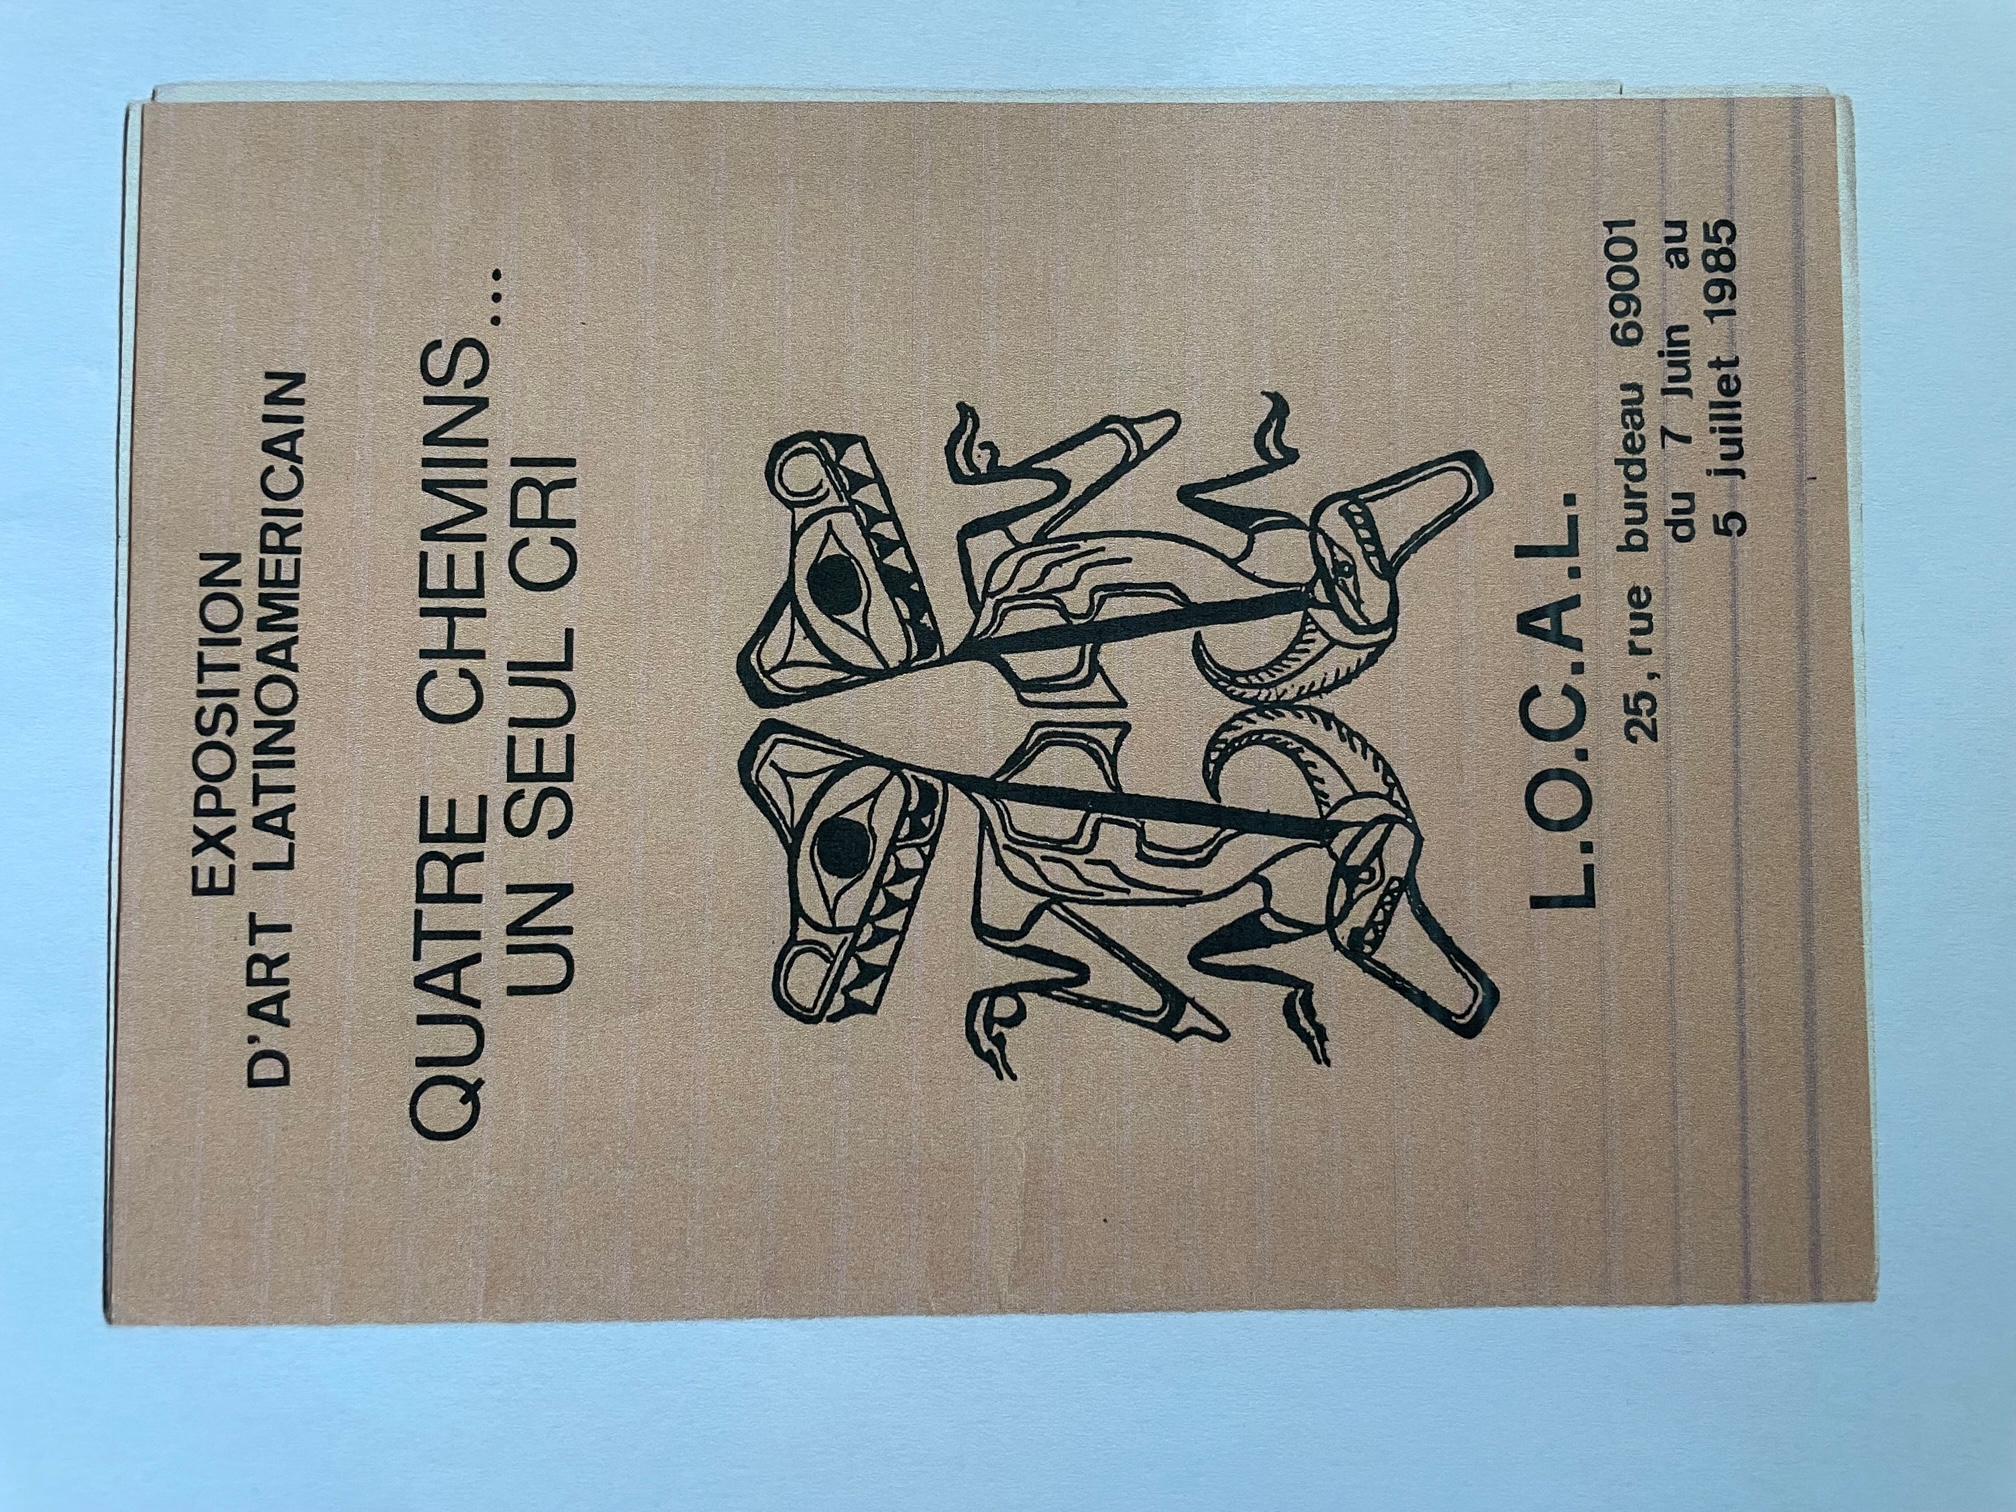 EXPOSITION
D'ART LATINOAMERICAIN
QUATRE CHEMINS...
UN SEUL CRI
L.O.C.A.L.
25, rue burdeau 69001
du 7 Juin au
5 juillet 1985